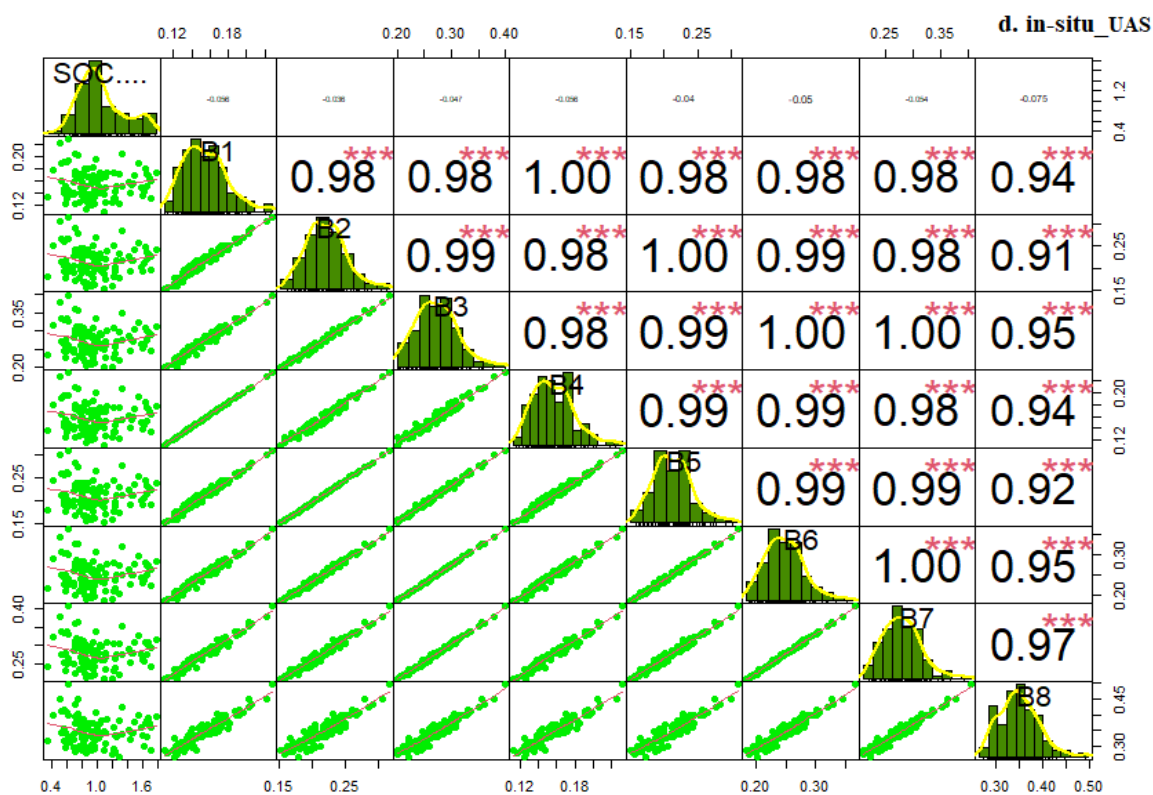 d. in-situ_UAS
0.12 0.18 0.20 0.30 0.40 0.15 0.25 0.25 0.35
SOC.... -0.056 -0.036 -0.047 -0.056 -0.04 -0.05 -0.054 -0.075 0.4 1.2
0.12 0.20 B1 0.98*** 0.98*** 1.00*** 0.98*** 0.98*** 0.98*** 0.94***
B2 0.99*** 0.98*** 1.00*** 0.99*** 0.98*** 0.91*** 0.15 0.25
0.20 0.35 B3 0.98*** 0.99*** 1.00*** 1.00*** 0.95***
B4 0.99*** 0.99*** 0.98*** 0.94*** 0.12 0.20
0.15 0.25 B5 0.99*** 0.99*** 0.92***
B6 1.00*** 0.95*** 0.20 0.30
0.25 0.40 B7 0.97***
B8 0.30 0.45
0.4 1.0 1.6 0.15 0.25 0.12 0.18 0.20 0.30 0.30 0.40 0.50